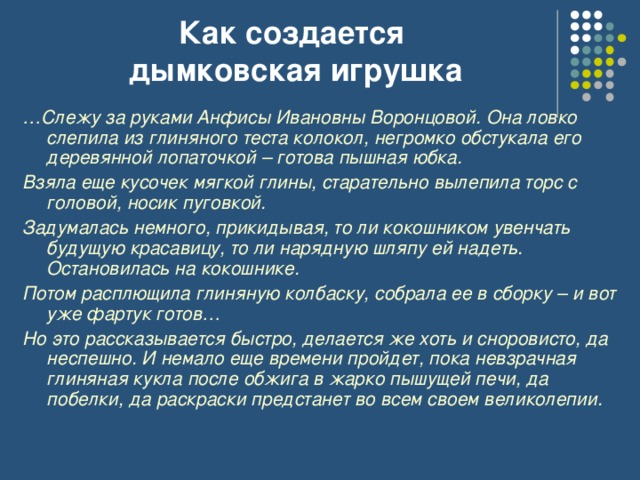 Как создается
дымковская игрушка
…Слежу за руками Анфисы Ивановны Воронцовой. Она ловко
слепила из глиняного теста колокол, негромко обстукала его
деревянной лопаточкой – готова пышная юбка.
Взяла еще кусочек мягкой глины, старательно вылепила торс с
головой, носик пуговкой.
Задумалась немного, прикидывая, то ли кокошником увенчать
будущую красавицу, то ли нарядную шляпу ей надеть.
Остановилась на кокошнике.
Потом расплющила глиняную колбаску, собрала ее в сборку – и вот
уже фартук готов…
Но это рассказывается быстро, делается же хоть и сноровисто, да
неспешно. И немало еще времени пройдет, пока невзрачная
глиняная кукла после обжига в жарко пышущей печи, да
побелки, да раскраски предстанет во всем своем великолепии.